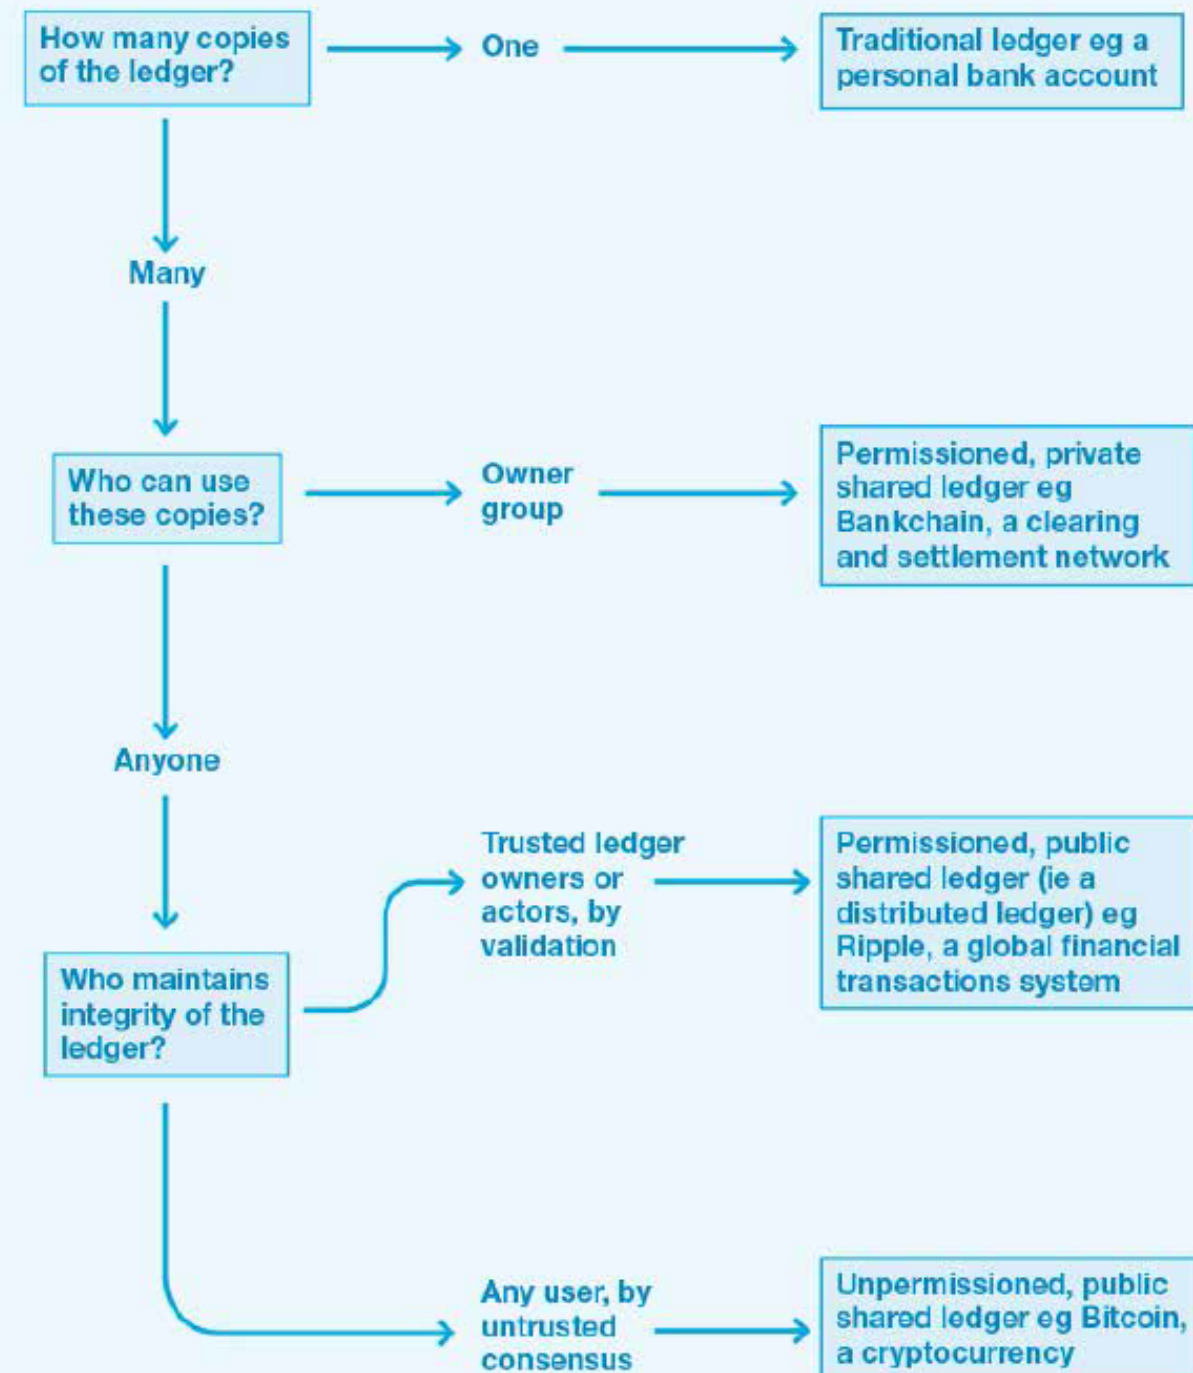 How many copies
of the ledger?
One
Traditional ledger eg a
personal bank account
Many
Who can use
these copies?
Owner
group
Permissioned, private
shared ledger eg
Bankchain, a clearing
and settlement network
Anyone
Who maintains
integrity of the
ledger?
Trusted ledger
owners or
actors, by
validation
Permissioned, public
shared ledger (ie a
distributed ledger) eg
Ripple, a global financial
transactions system
Any user, by
untrusted
consensus
Unpermissioned, public
shared ledger eg Bitcoin,
a cryptocurrency